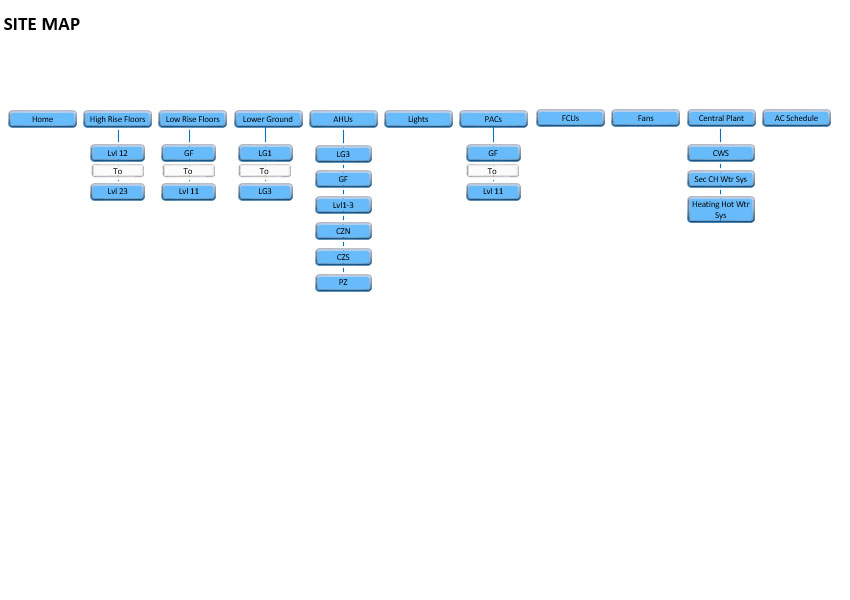 SITE MAP
Home
High Rise Floors
Low Rise Floors
Lower Ground
AHUs
Lights
PACs
FCUs
Fans
Central Plant
AC Schedule
Lvl 12
To
Lvl 23
GF
To
Lvl 11
LG1
To
LG3
LG3
GF
Lvl1-3
CZN
CZS
PZ
GF
To
Lvl 11
CWS
Sec CH Wtr Sys
Heating Hot Wtr
Sys